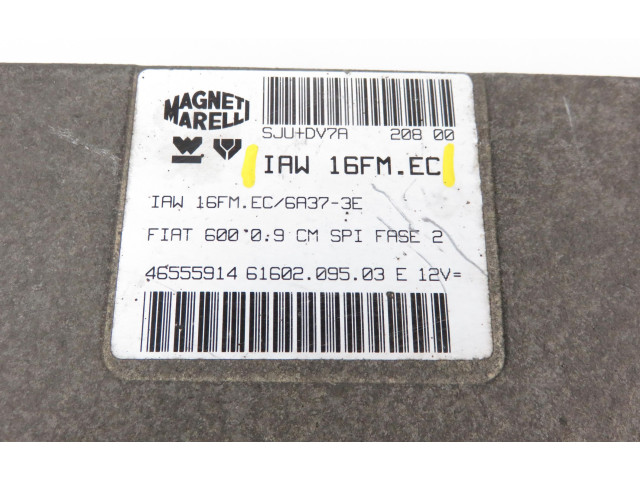 MAGNETI
MARELLI
SJU+DV7A 208 00
IAW 16FM.EC
IAW 16FM.EC/6A37-3E
FIAT 600 0.9 CM SPI FASE 2
46555914 61602.095.03 E 12V=